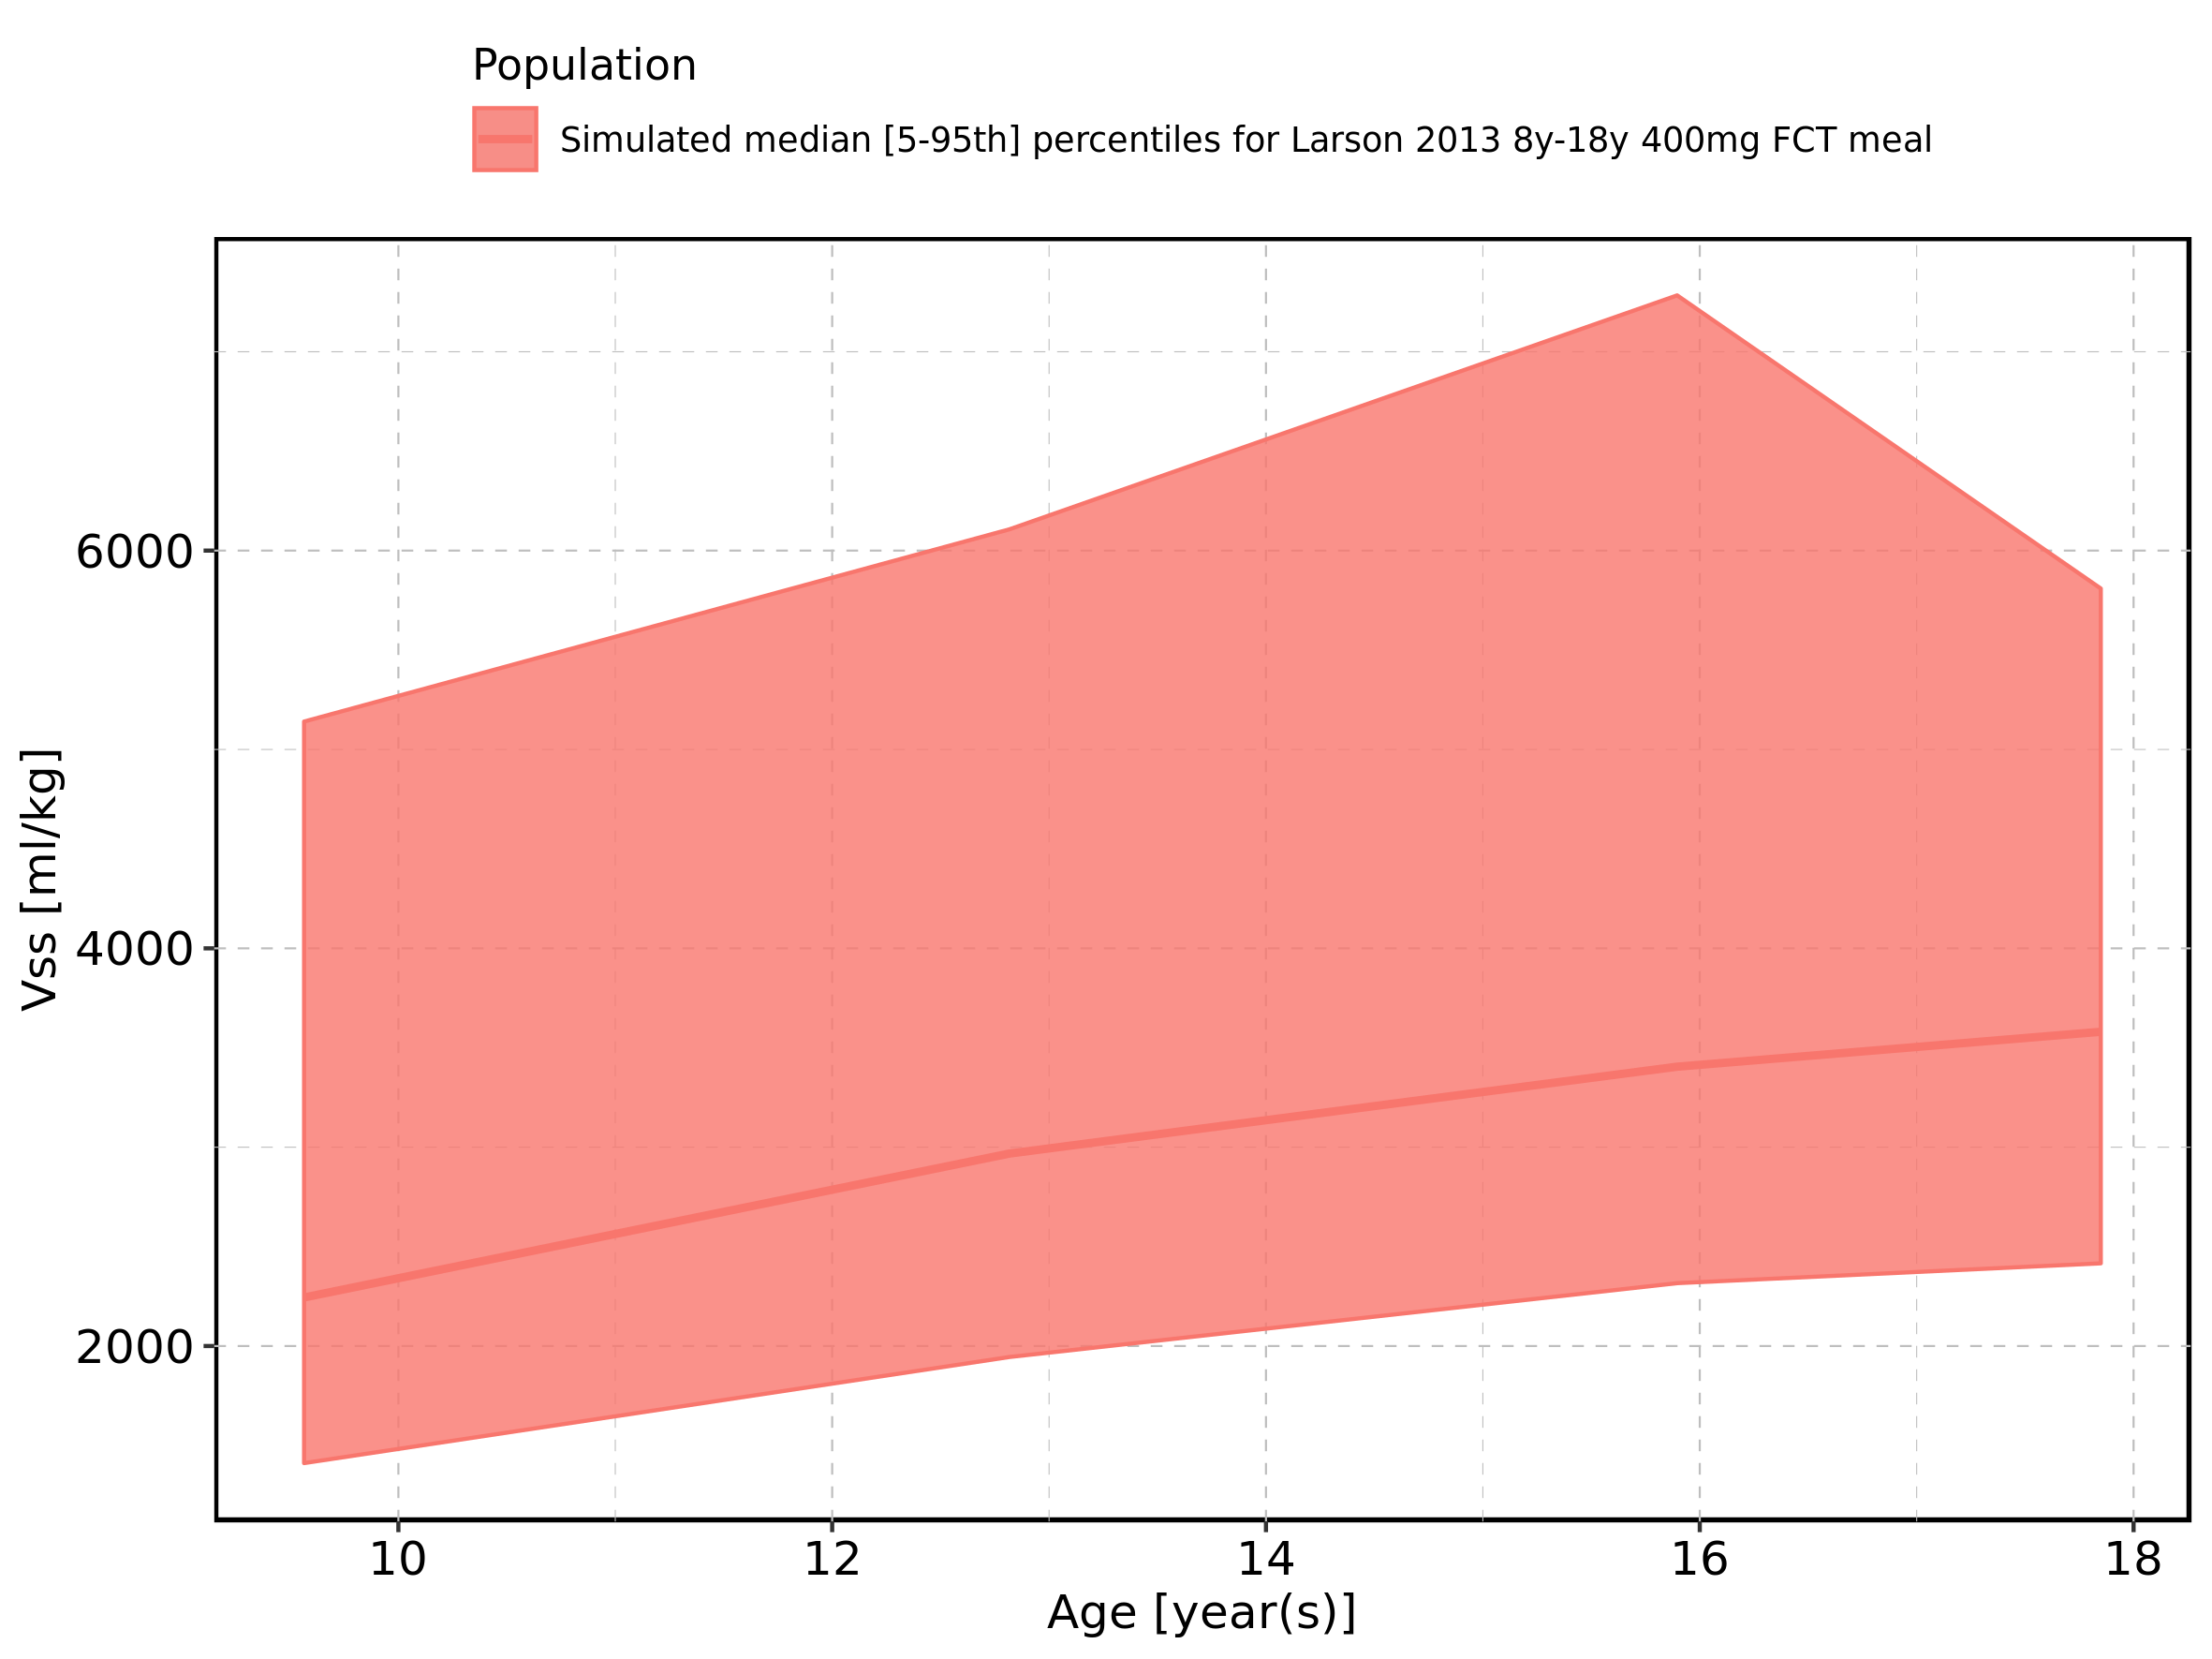 Population
Simulated median [5-95th] percentiles for Larson 2013 8y-18y 400mg FCT meal
Vss [ml/kg]
6000
4000
2000
10 12 14 16 18
Age [year(s)]